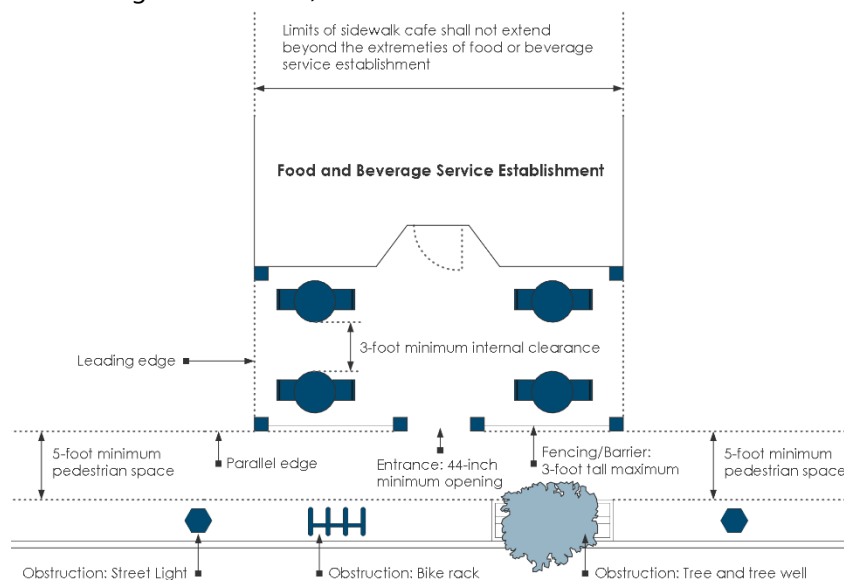 Limits of sidewalk cafe shall not extend
beyond the extremeties of food or beverage
service establishment
Food and Beverage Service Establishment
3-foot minimum internal clearance
Leading edge
5-foot minimum
pedestrian space
Parallel edge
Entrance: 44-inch
minimum opening
Fencing/Barrier:
3-foot tall maximum
5-foot minimum
pedestrian space
Obstruction: Street Light
Obstruction: Bike rack
Obstruction: Tree and tree well